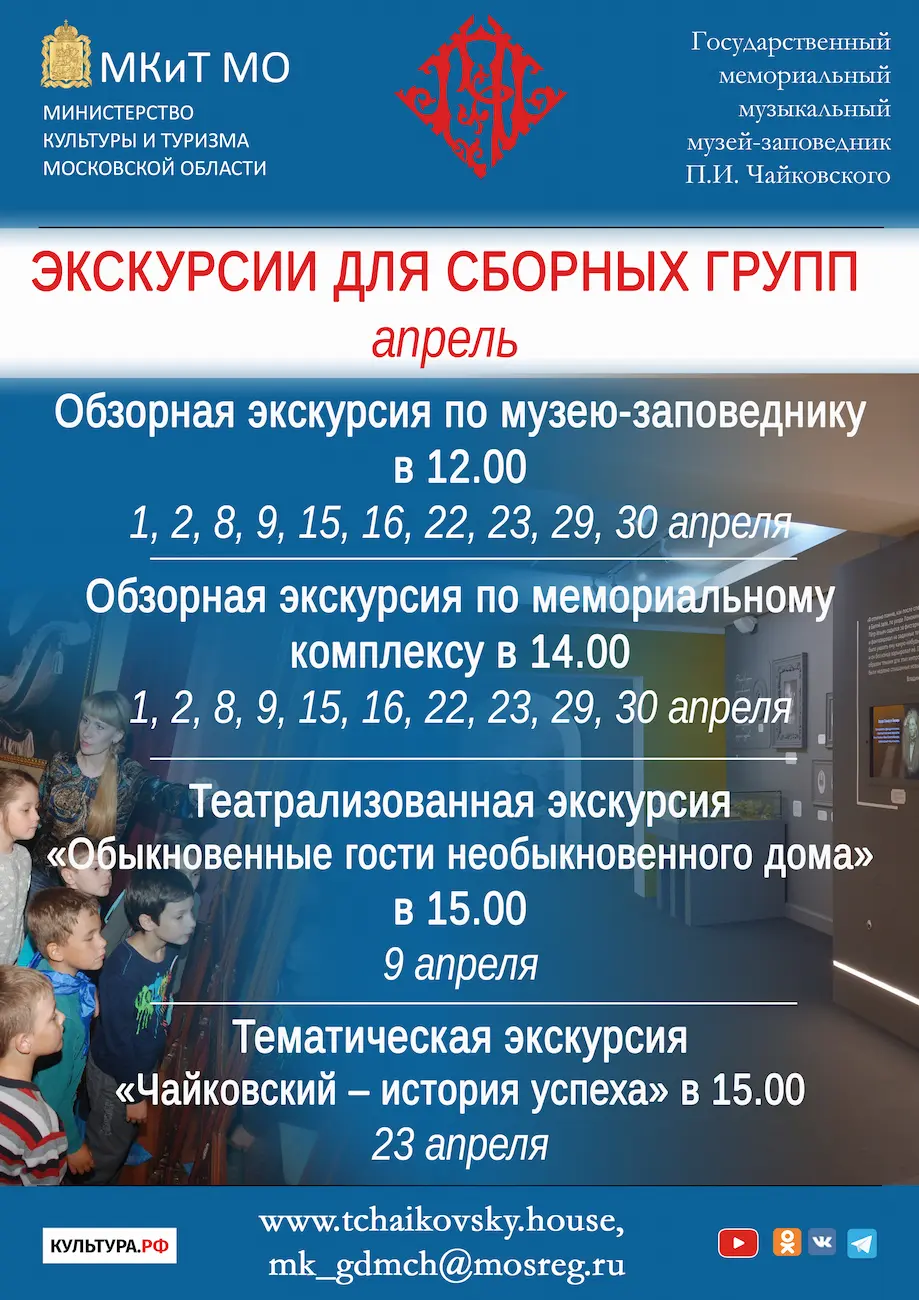 МКиТ МО
МИНИСТЕРСТВО
КУЛЬТУРЫ И ТУРИЗМА
МОСКОВСКОЙ ОБЛАСТИ
Государственный
мемориальный
музыкальный
музей-заповедник
П.И. Чайковского
ЭКСКУРСИИ ДЛЯ СБОРНЫХ ГРУПП
апрель
Обзорная экскурсия по музею-заповеднику
в 12.00
1, 2, 8, 9, 15, 16, 22, 23, 29, 30 апреля
Обзорная экскурсия по мемориальному
комплексу в 14.00
1, 2, 8, 9, 15, 16, 22, 23, 29, 30 апреля
Театрализованная экскурсия
«Обыкновенные гости необыкновенного дома»
в 15.00
9 апреля
Тематическая экскурсия
«Чайковский – история успеха» в 15.00
23 апреля
КУЛЬТУРА.РФ
www.tchaikovsky.house,
mk_gdmch@mosreg.ru